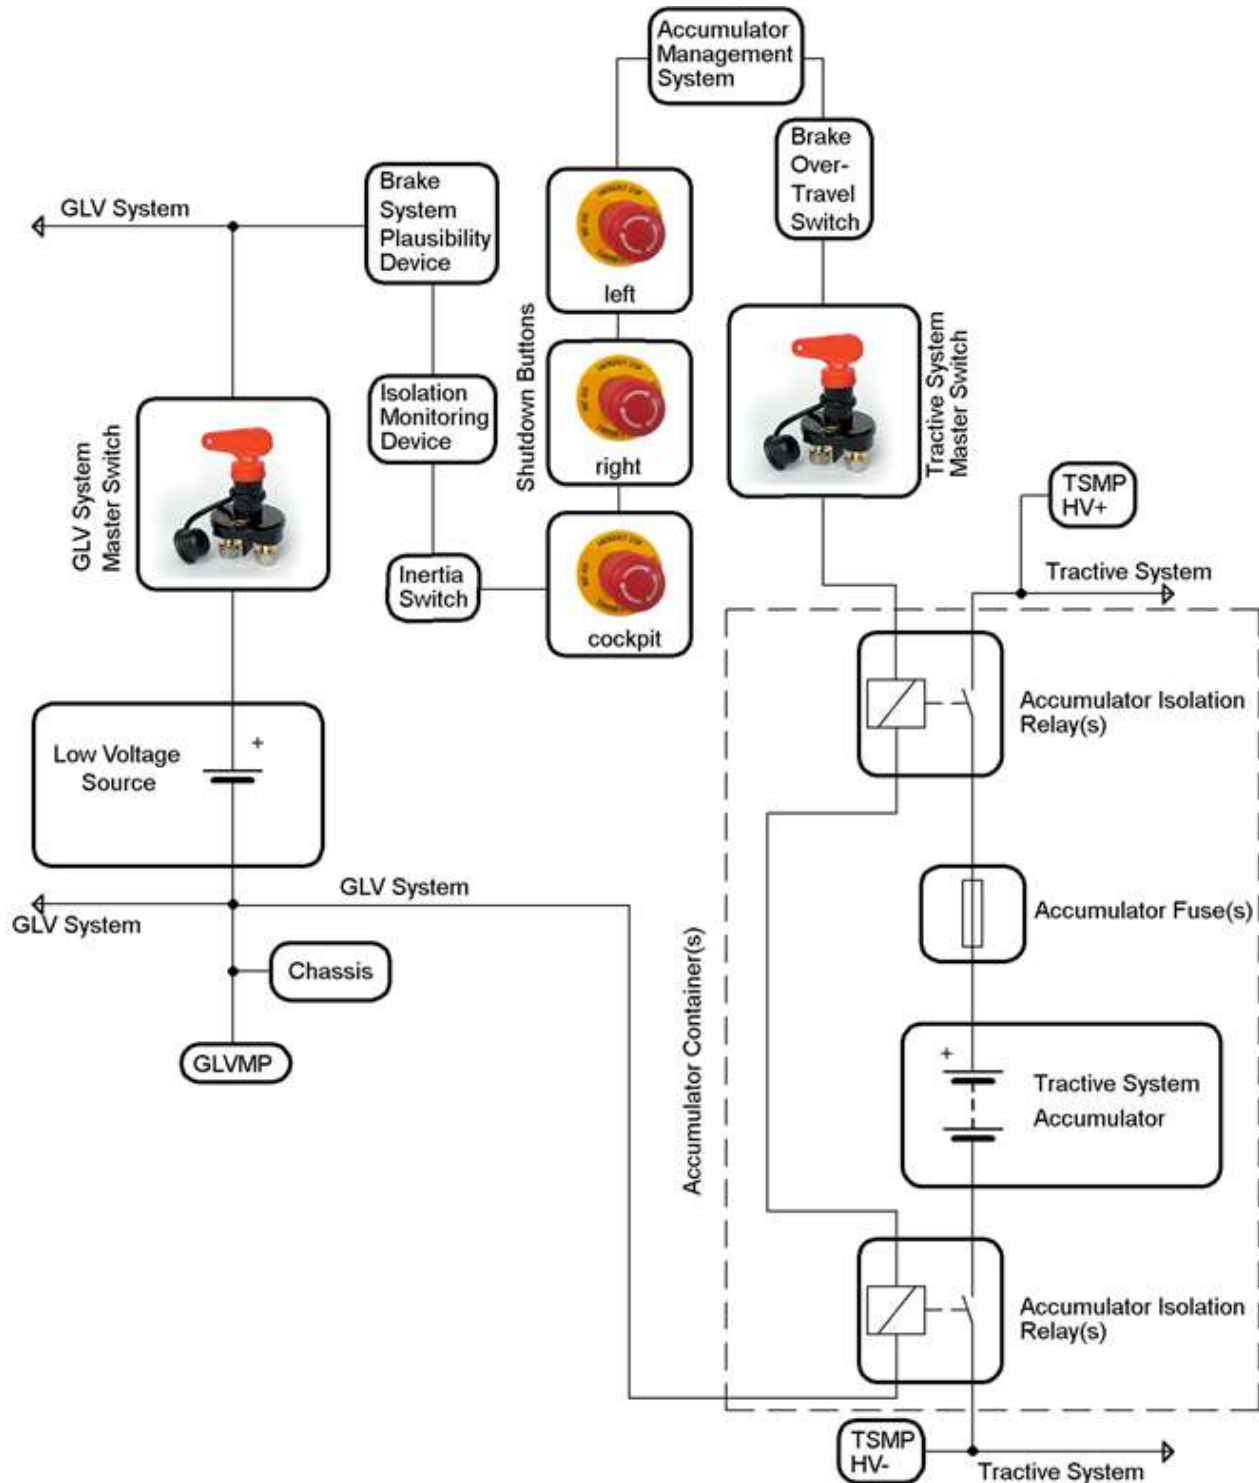 Accumulator
Management
System
Brake
Over-
Travel
Switch
Brake
System
Plausibility
Device
GLV System
left
Shutdown Buttons
right
cockpit
Isolation
Monitoring
Device
Inertia
Switch
GLV System
Master Switch
Tractive System
Master Switch
TSMP
HV+
Tractive System
Accumulator Isolation
Relay(s)
Low Voltage
Source
+
GLV System
GLV System
Chassis
GLVMP
Accumulator Fuse(s)
Accumulator Container(s)
+
Tractive System
Accumulator
Accumulator Isolation
Relay(s)
TSMP
HV-
Tractive System